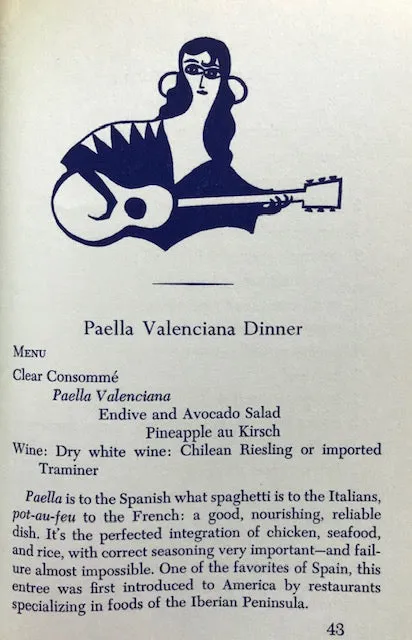 Paella Valenciana Dinner
Menu
Clear Consommé
Paella Valenciana
Endive and Avocado Salad
Pineapple au Kirsch
Wine: Dry white wine: Chilean Riesling or imported
Traminer
Paella is to the Spanish what spaghetti is to the Italians,
pot-au-feu to the French: a good, nourishing, reliable
dish. It's the perfected integration of chicken, seafood,
and rice, with correct seasoning very important—and fail-
ure almost impossible. One of the favorites of Spain, this
entree was first introduced to America by restaurants
specializing in foods of the Iberian Peninsula.
43